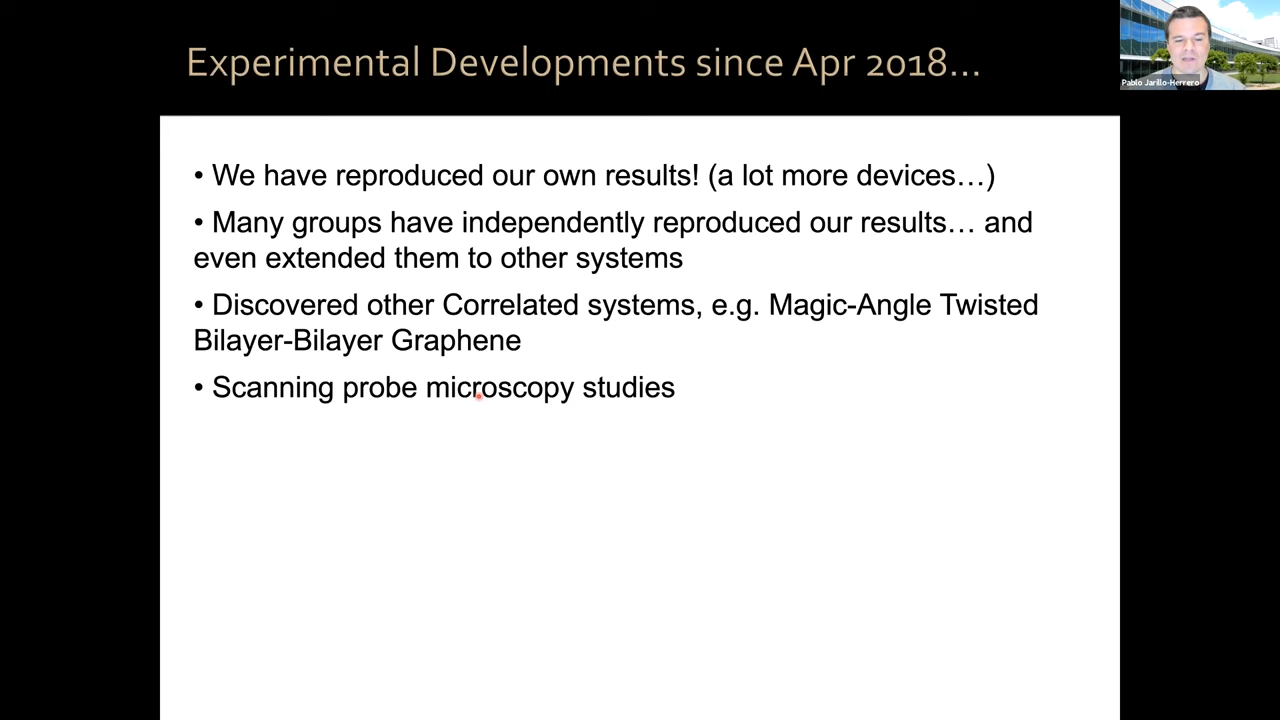 Experimental Developments since Apr 2018...
Pablo Jarillo-Herrero
• We have reproduced our own results! (a lot more devices…)
• Many groups have independently reproduced our results… and
even extended them to other systems
• Discovered other Correlated systems, e.g. Magic-Angle Twisted
Bilayer-Bilayer Graphene
• Scanning probe microscopy studies